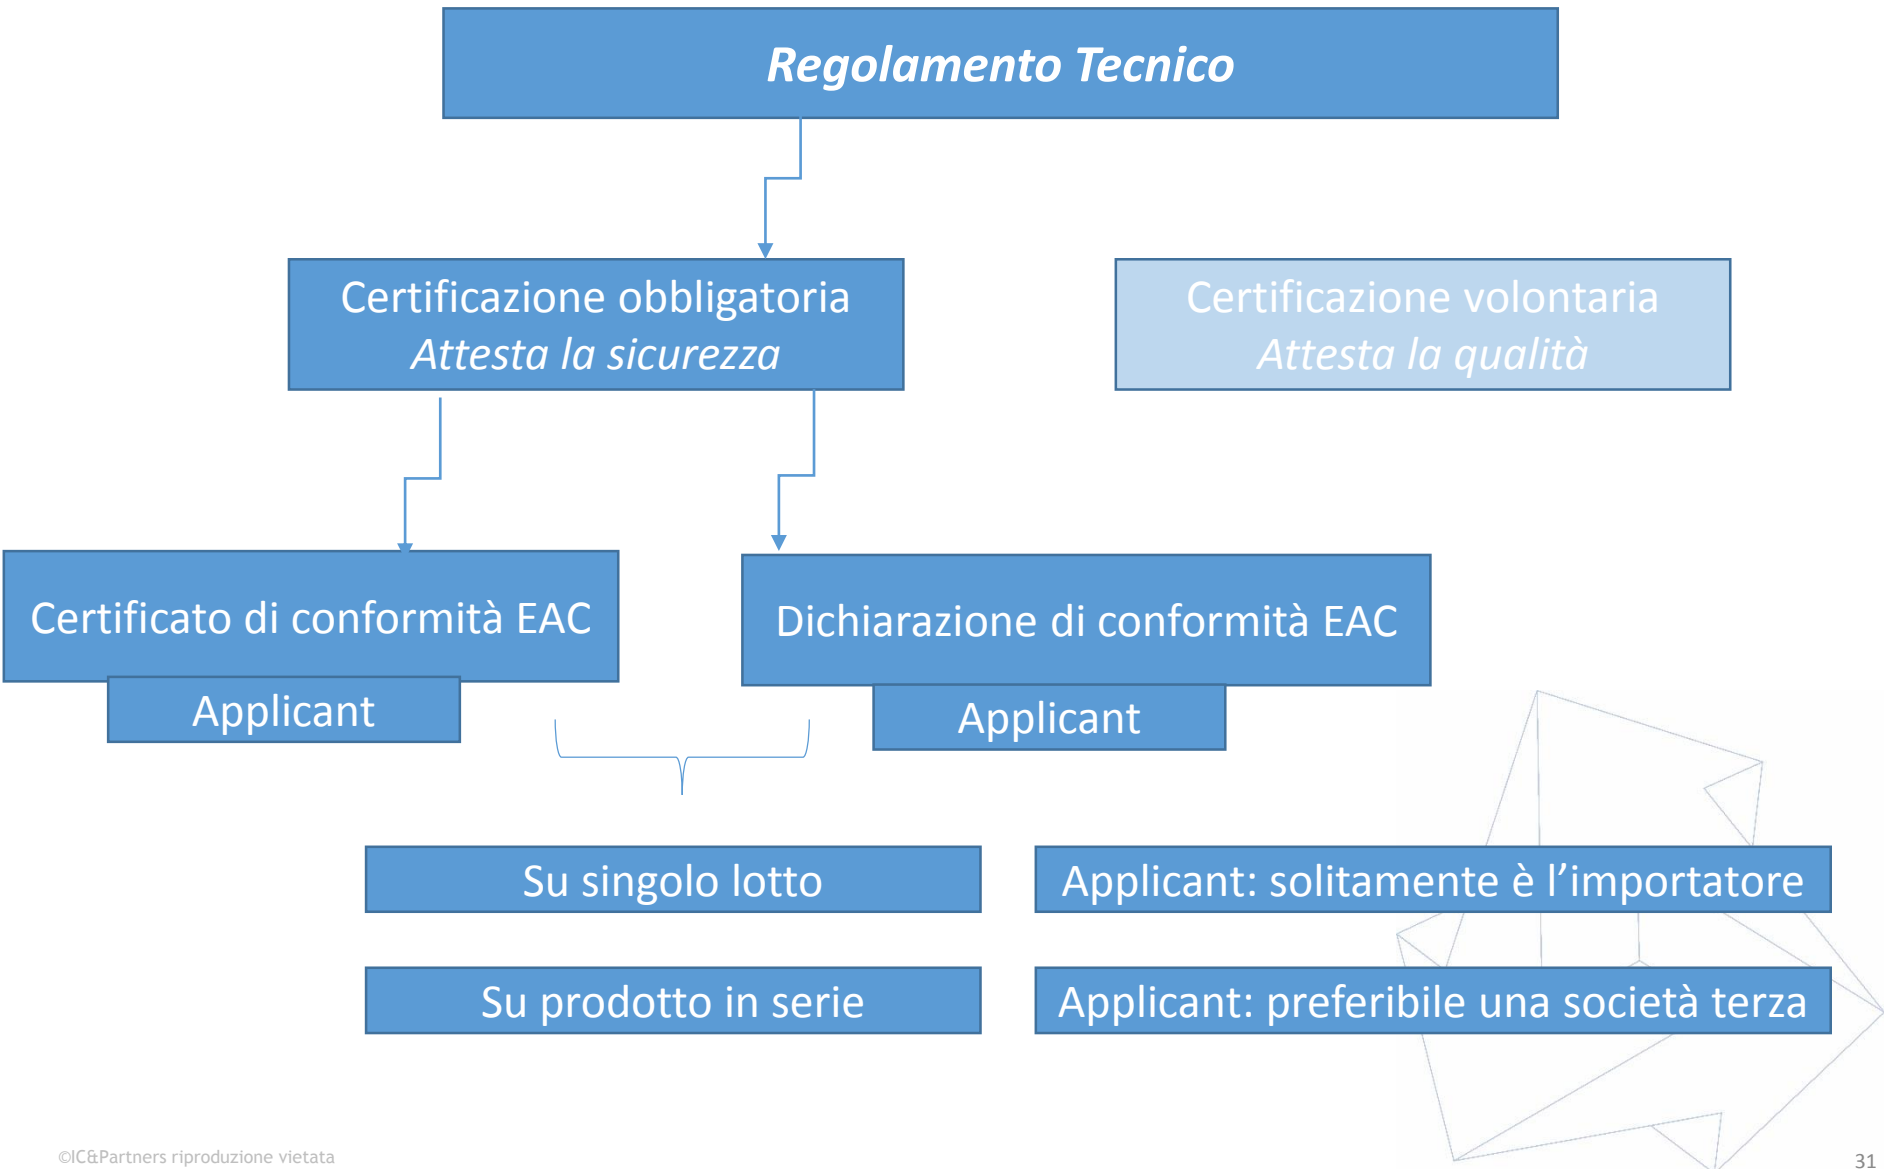 Regolamento Tecnico
Certificazione obbligatoria
Attesta la sicurezza
Certificazione volontaria
Attesta la qualità
Certificato di conformità EAC
Dichiarazione di conformità EAC
Applicant
Applicant
Su singolo lotto
Applicant: solitamente è l’importatore
Su prodotto in serie
Applicant: preferibile una società terza
©IC&Partners riproduzione vietata
31